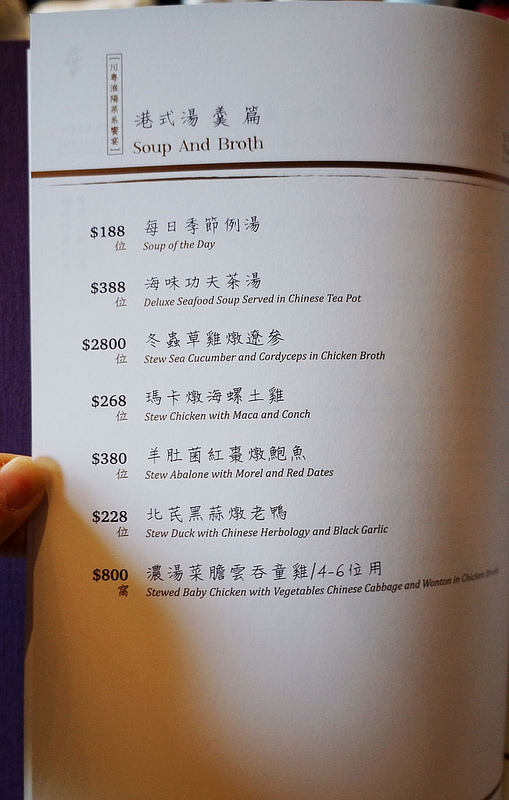 川粵淮陽菜系饗宴
港式湯羹篇
Soup And Broth
$188 每日季節例湯
位 Soup of the Day
$388 海味功夫茶湯
位 Deluxe Seafood Soup Served in Chinese Tea Pot
$2800 冬蟲草雞燉遼參
位 Stew Sea Cucumber and Cordyceps in Chicken Broth
$268 瑪卡燉海螺土雞
位 Stew Chicken with Maca and Conch
$380 羊肚菌紅棗燉鮑魚
位 Stew Abalone with Morel and Red Dates
$228 北芪黑蒜燉老鴨
位 Stew Duck with Chinese Herbology and Black Garlic
$800 濃湯菜膽雲吞童雞/4-6位用
窩 Stewed Baby Chicken with Vegetables Chinese Cabbage and Wonton in Chicken Broth